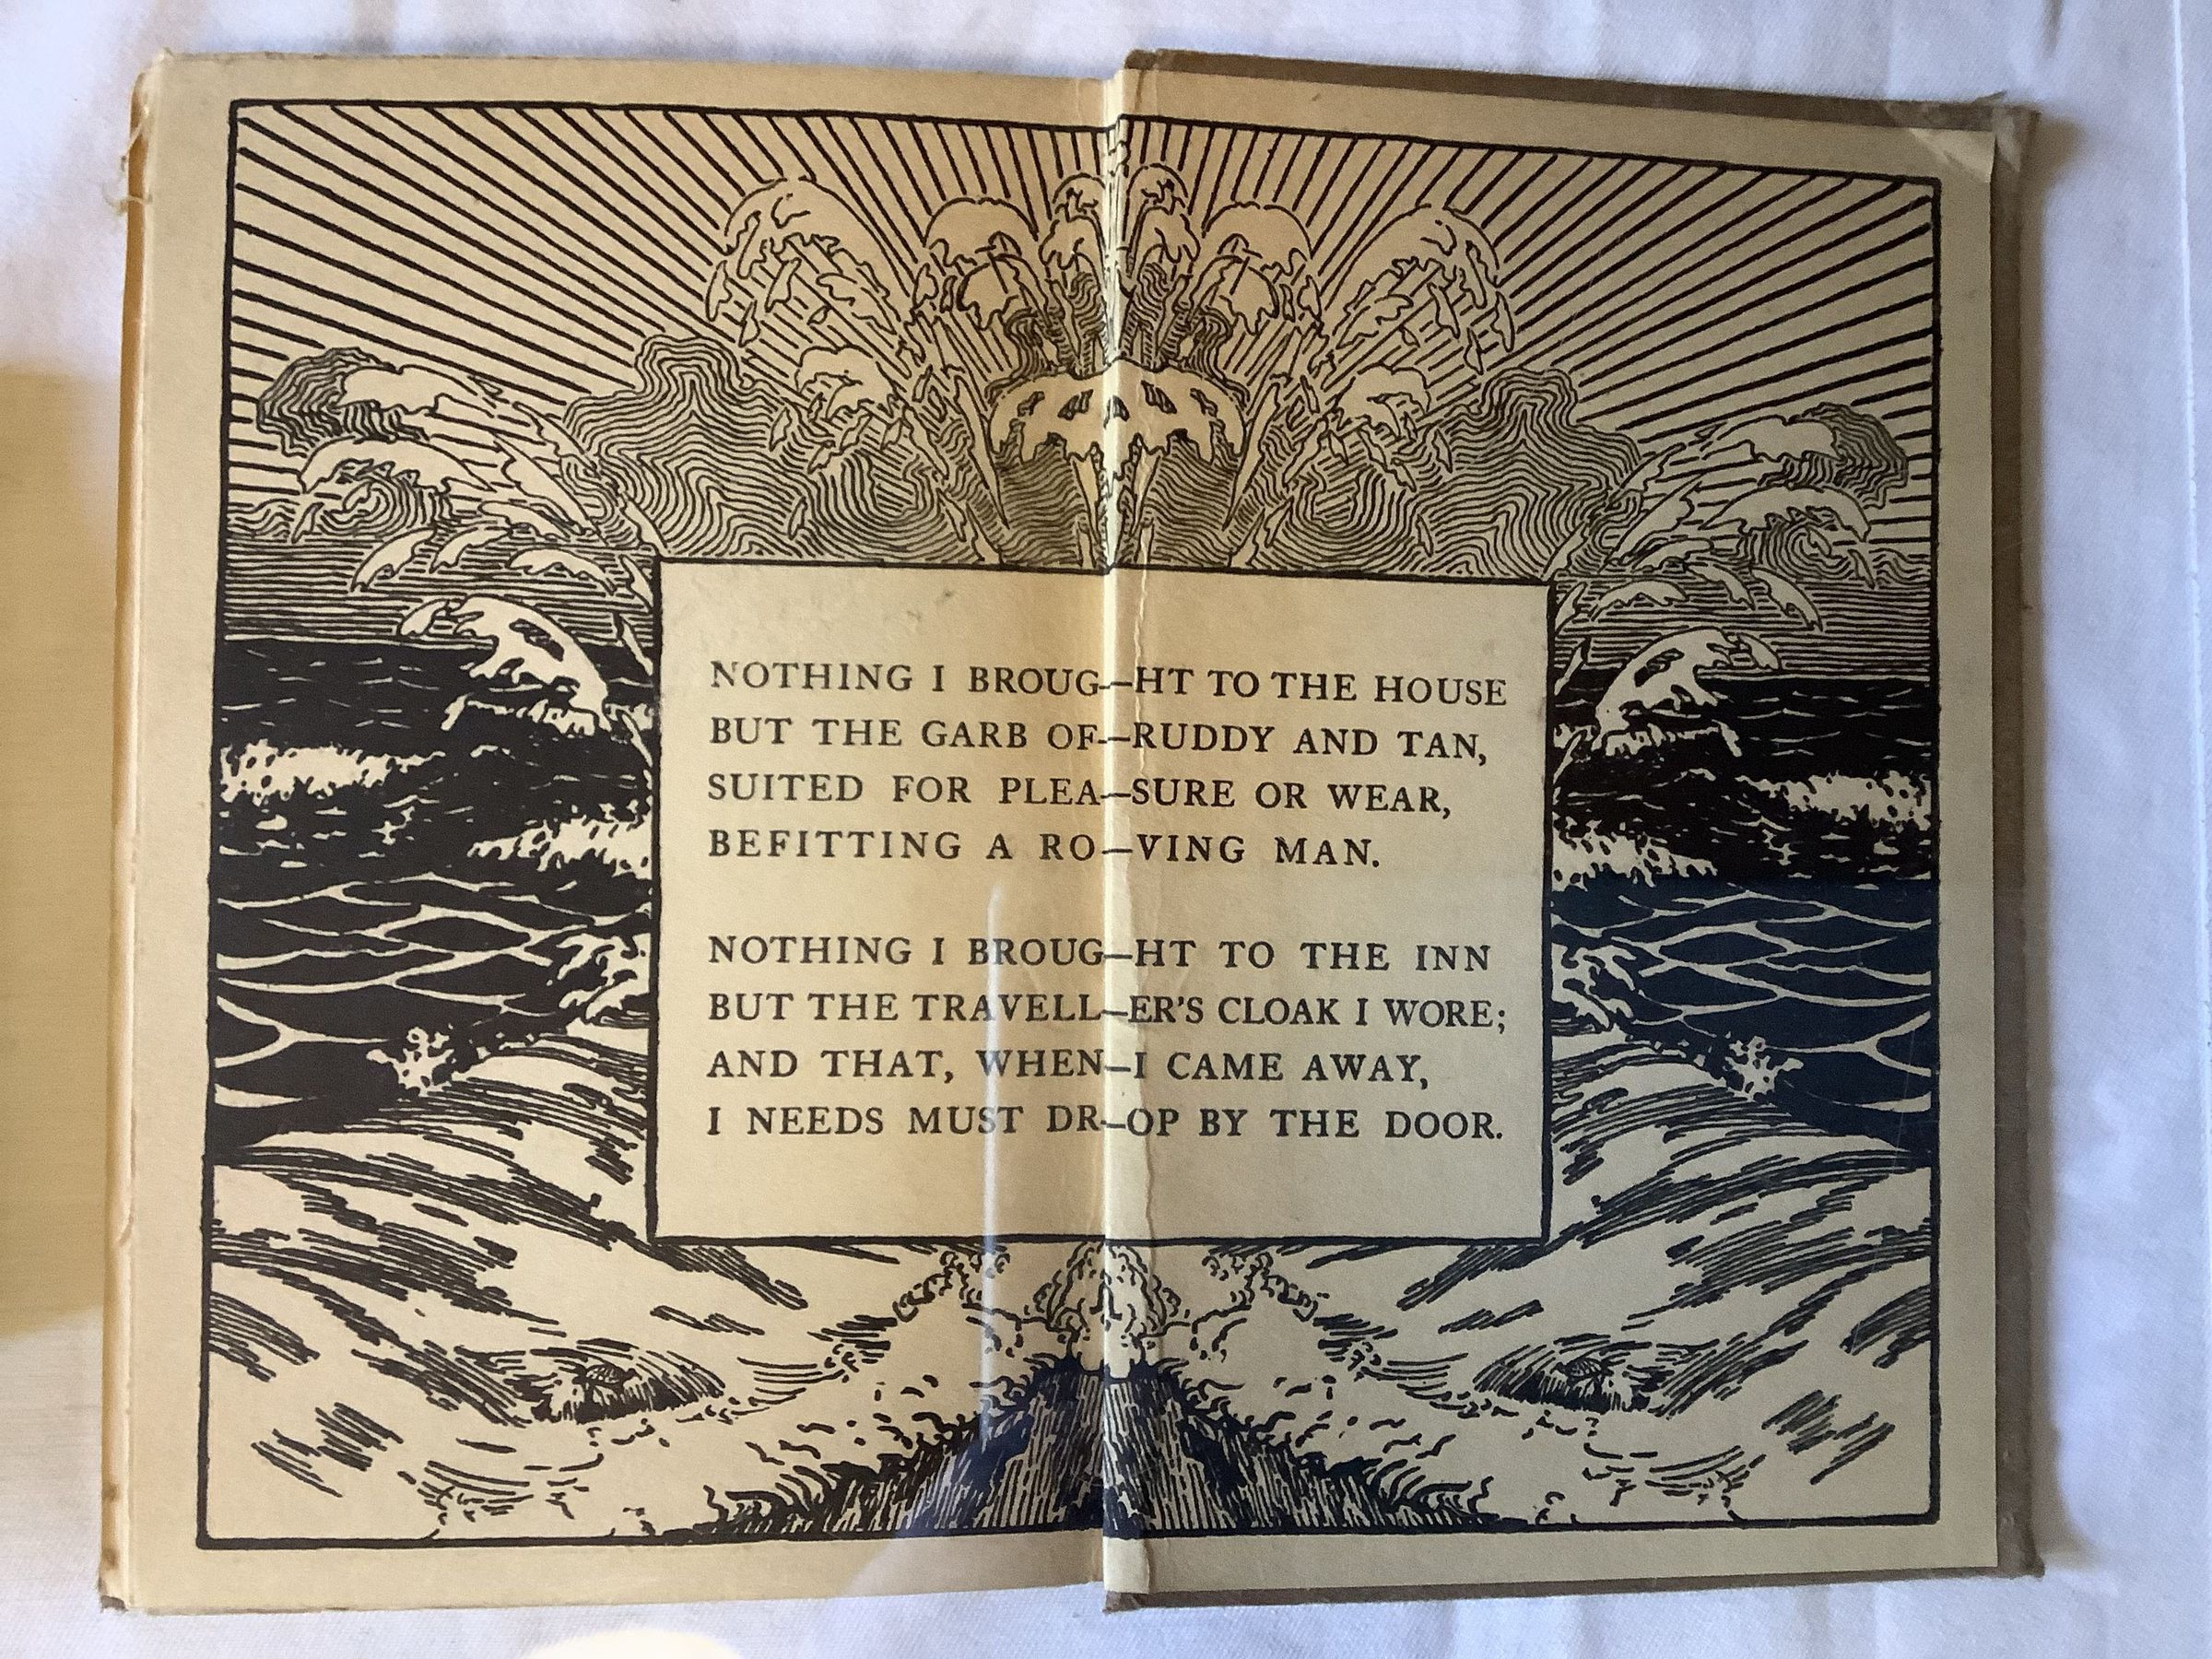 NOTHING I BROUG—HT TO THE HOUSE
BUT THE GARB OF—RUDDY AND TAN,
SUITED FOR PLEA—SURE OR WEAR,
BEFITTING A RO—VING MAN.
NOTHING I BROUG—HT TO THE INN
BUT THE TRAVELL—ER'S CLOAK I WORE;
AND THAT, WHEN—I CAME AWAY,
I NEEDS MUST DR—OP BY THE DOOR.